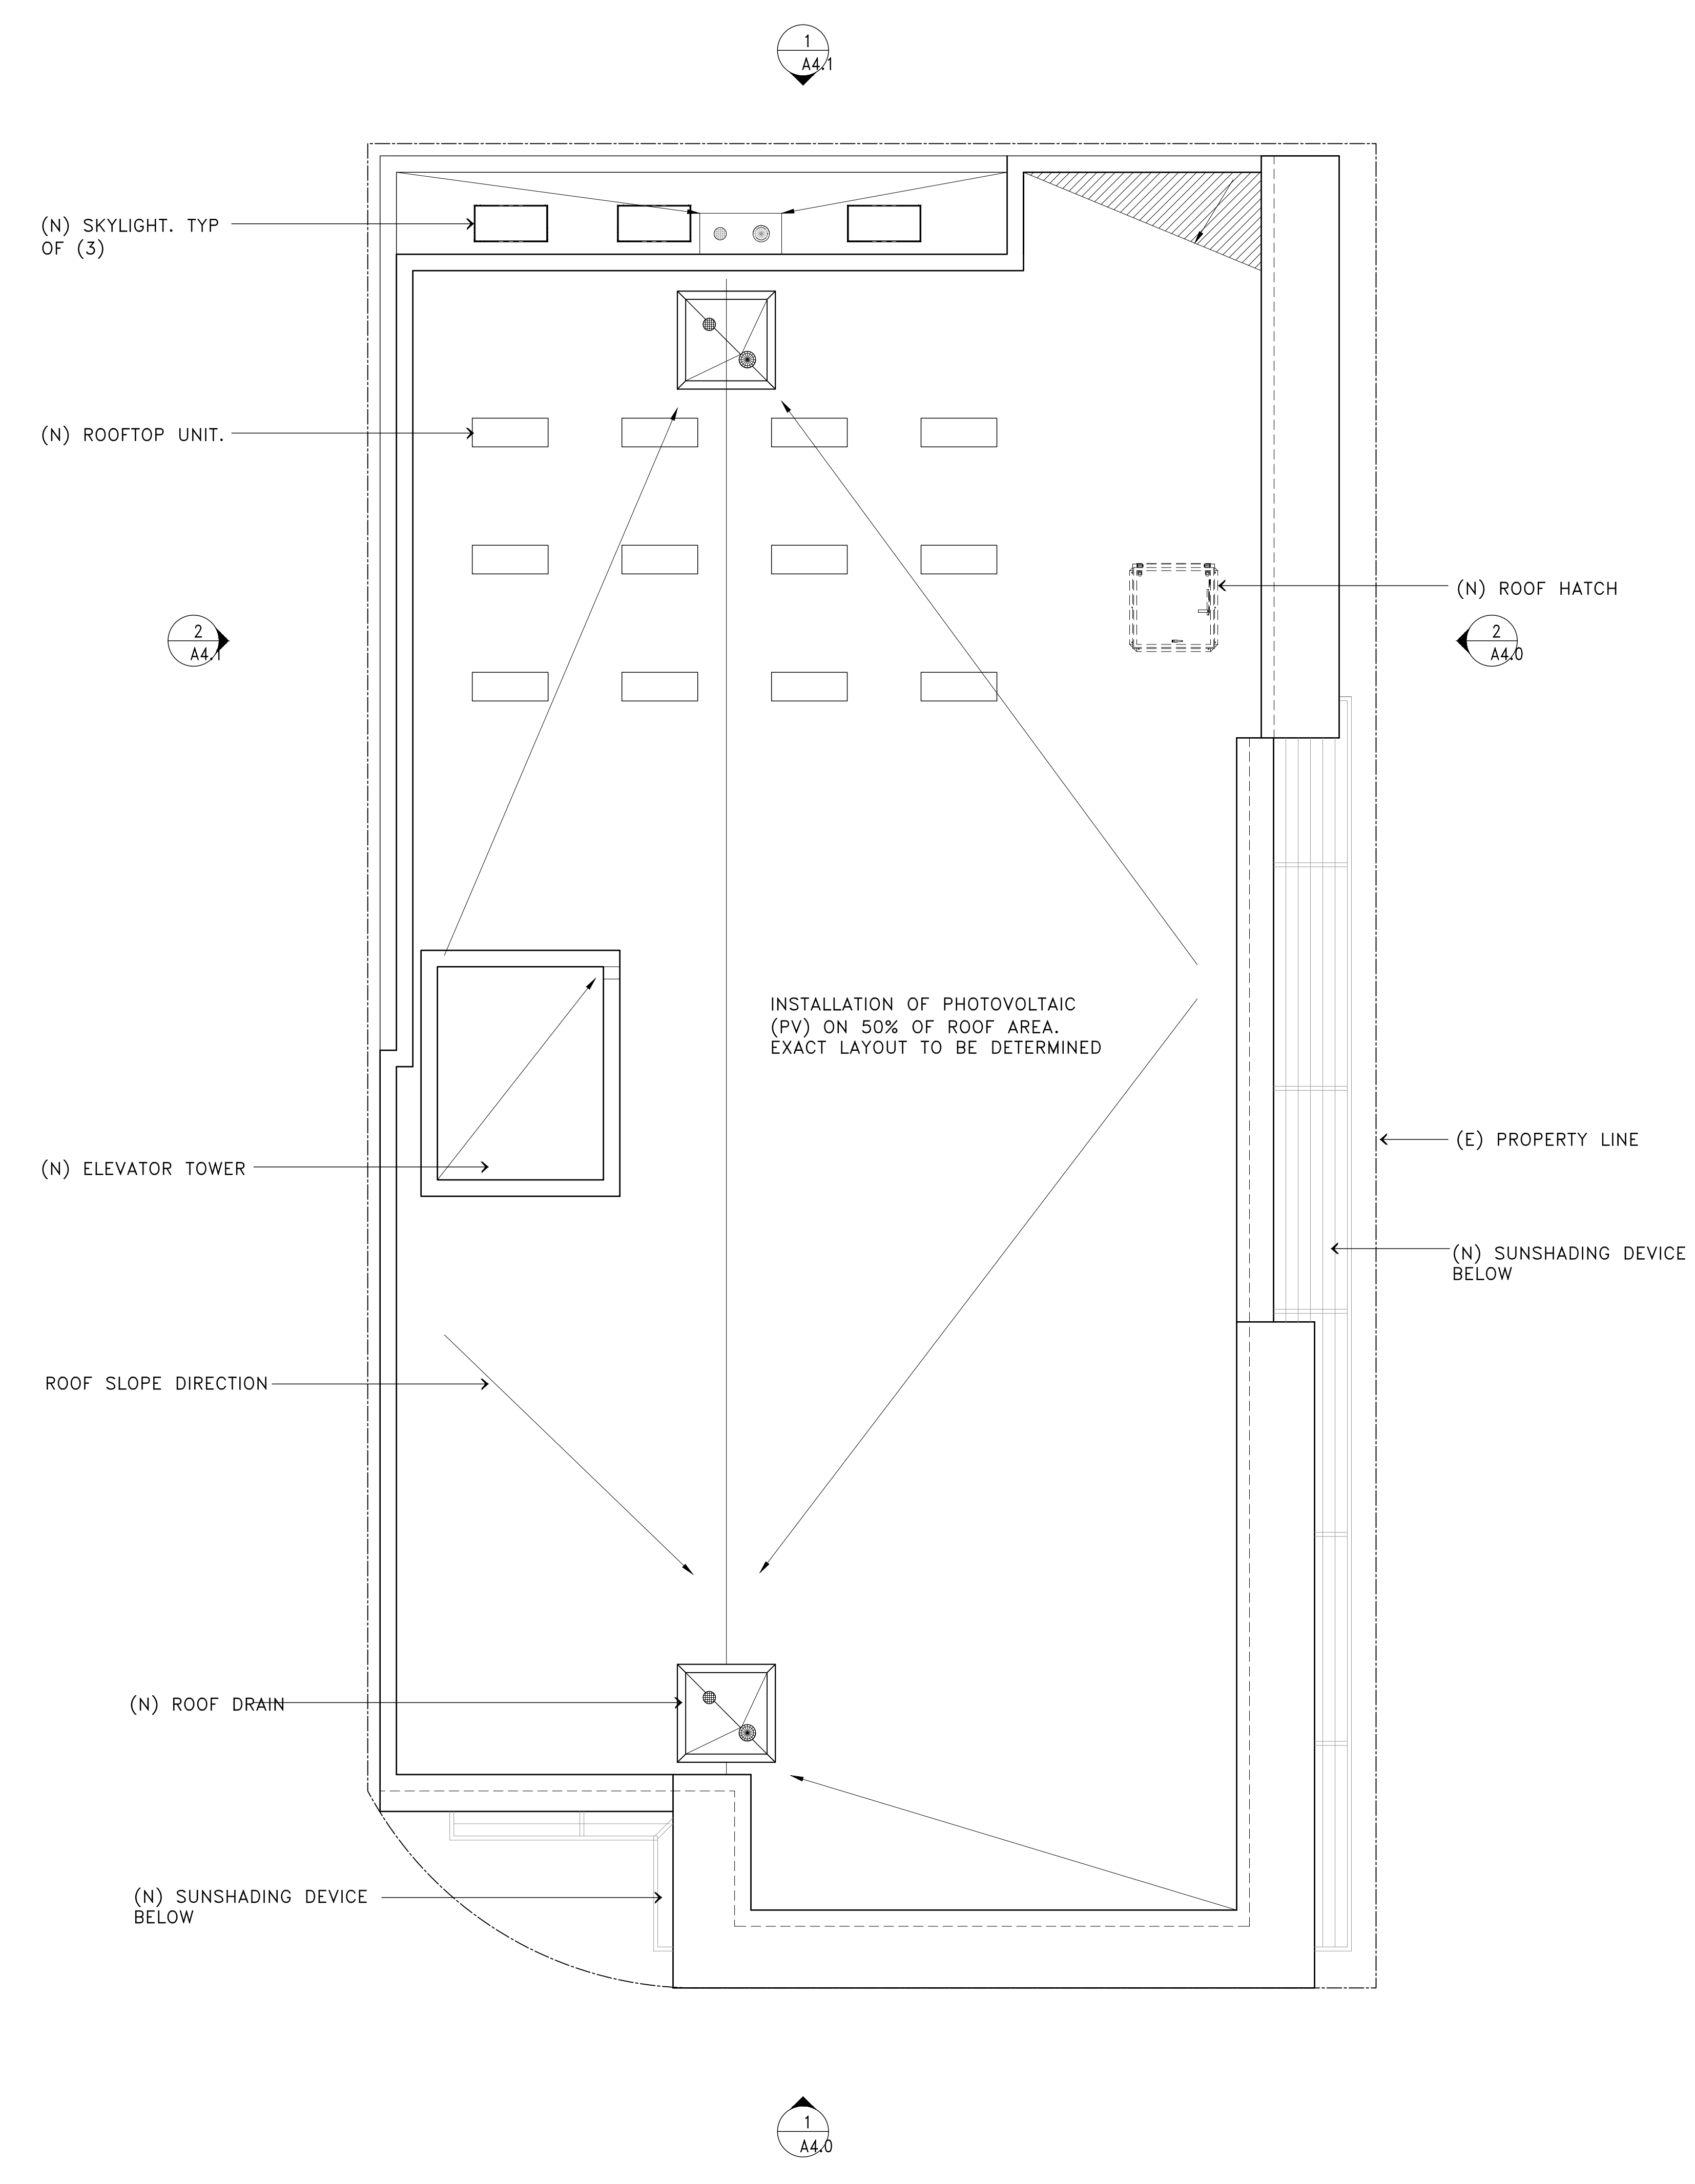 1
A4.1
(N) SKYLIGHT. TYP
OF (3)
(N) ROOFTOP UNIT.
(N) ROOF HATCH
2
A4.1
2
A4.0
INSTALLATION OF PHOTOVOLTAIC
(PV) ON 50% OF ROOF AREA.
EXACT LAYOUT TO BE DETERMINED
(E) PROPERTY LINE
(N) ELEVATOR TOWER
(N) SUNSHADING DEVICE
BELOW
ROOF SLOPE DIRECTION
(N) ROOF DRAIN
(N) SUNSHADING DEVICE
BELOW
1
A4.0